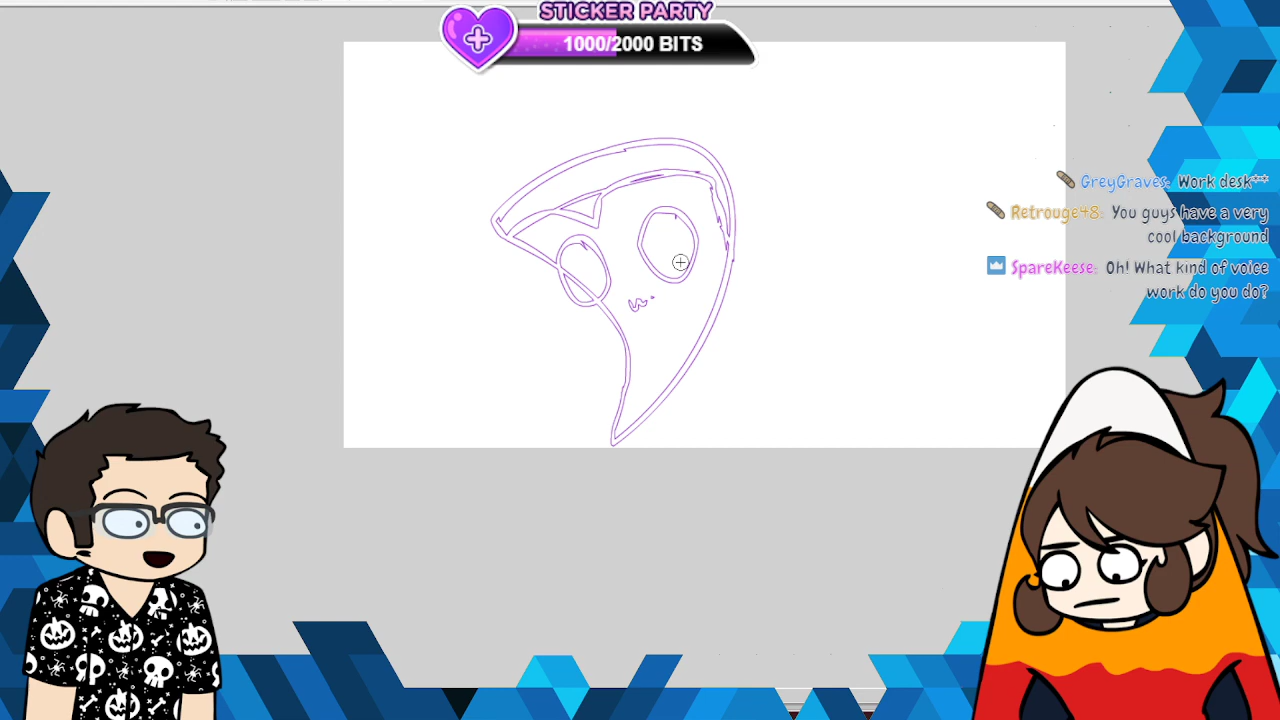 STICKER PARTY
1000/2000 BITS
GreyGraves: Work desk**
Retrouge48: You guys have a very
cool background
SpareKeese: Oh! What kind of voice
work do you do?